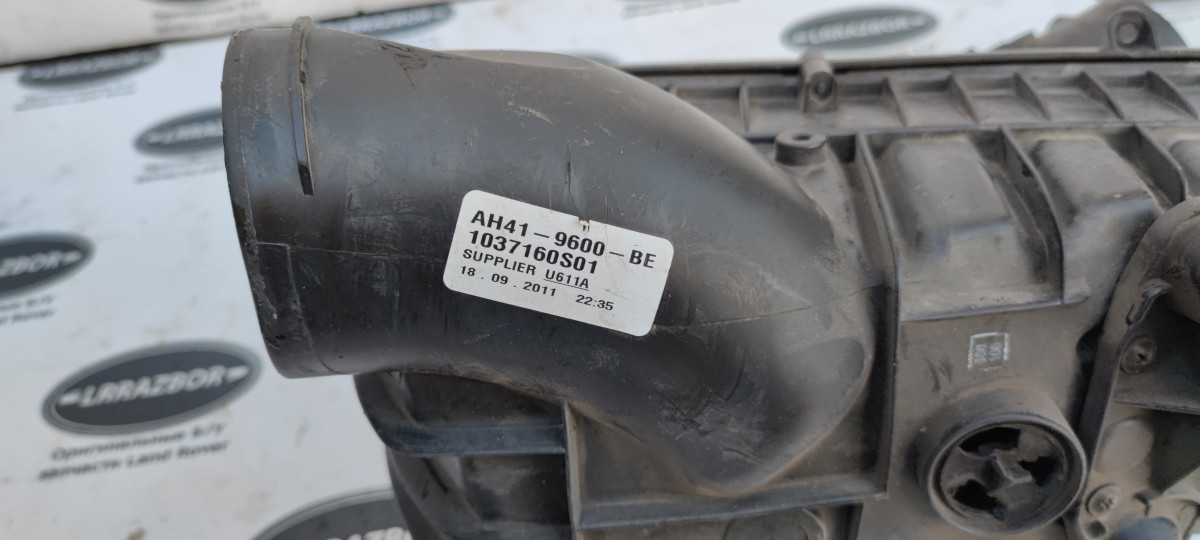 AH41-9600-BE
1037160S01
SUPPLIER U611A
18.09.2011 22:35
LRRAZBOR
LRRAZBOR
LRRAZBOR
LRRAZBOR
LRRAZBOR
Оригинальные Б/У
запчасти Land Rover